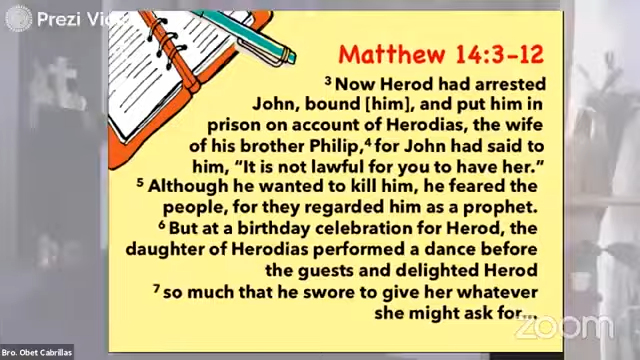 Prezi Vid
Matthew 14:3-12
³ Now Herod had arrested
John, bound [him], and put him in
prison on account of Herodias, the wife
of his brother Philip,⁴ for John had said to
him, “It is not lawful for you to have her.”
⁵ Although he wanted to kill him, he feared the
people, for they regarded him as a prophet.
⁶ But at a birthday celebration for Herod, the
daughter of Herodias performed a dance before
the guests and delighted Herod
⁷ so much that he swore to give her whatever
she might ask for...
zoom
Bro. Obet Cabrillas